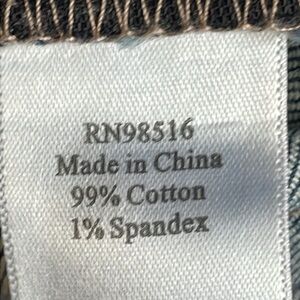 RN98516
Made in China
99% Cotton
1% Spandex